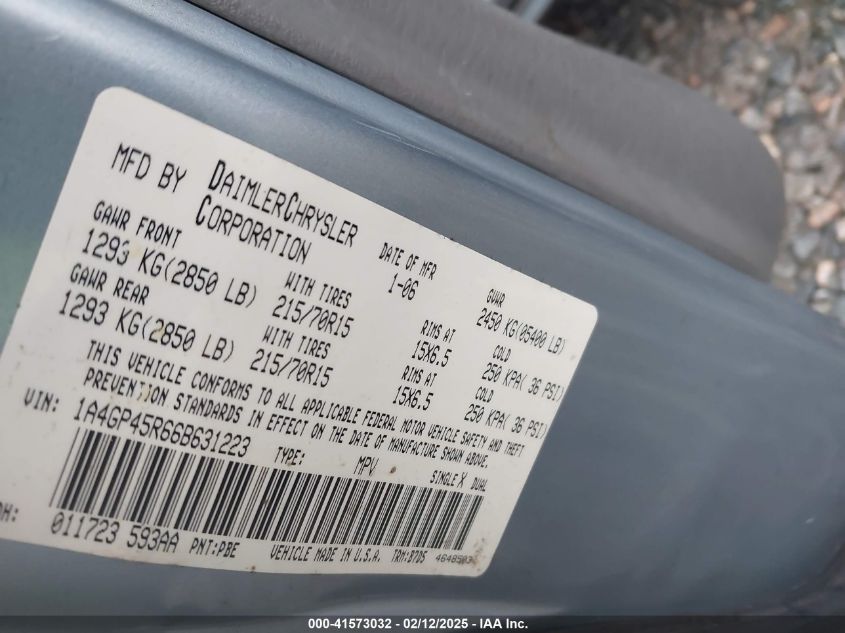 MFD BY DAIMLERCHRYSLER CORPORATION
DATE OF MFR 1-06
GVWR 2450 KG(05400 LB)
GAWR FRONT
1293 KG(2850 LB)
WITH TIRES
215/70R15
RIMS AT
15X6.5
COLD
250 KPA( 36 PSI)
GAWR REAR
1293 KG(2850 LB)
WITH TIRES
215/70R15
RIMS AT
15X6.5
COLD
250 KPA( 36 PSI)
THIS VEHICLE CONFORMS TO ALL APPLICABLE FEDERAL MOTOR VEHICLE SAFETY AND THEFT
PREVENTION STANDARDS IN EFFECT ON THE DATE OF MANUFACTURE SHOWN ABOVE.
VIN: 1A4GP45R66B631223
TYPE: MPV
SINGLE X DUAL
011723 593AA PNT:PBE
VEHICLE MADE IN U.S.A. TRM:B7D5
000-41573032 - 02/12/2025 - IAA Inc.